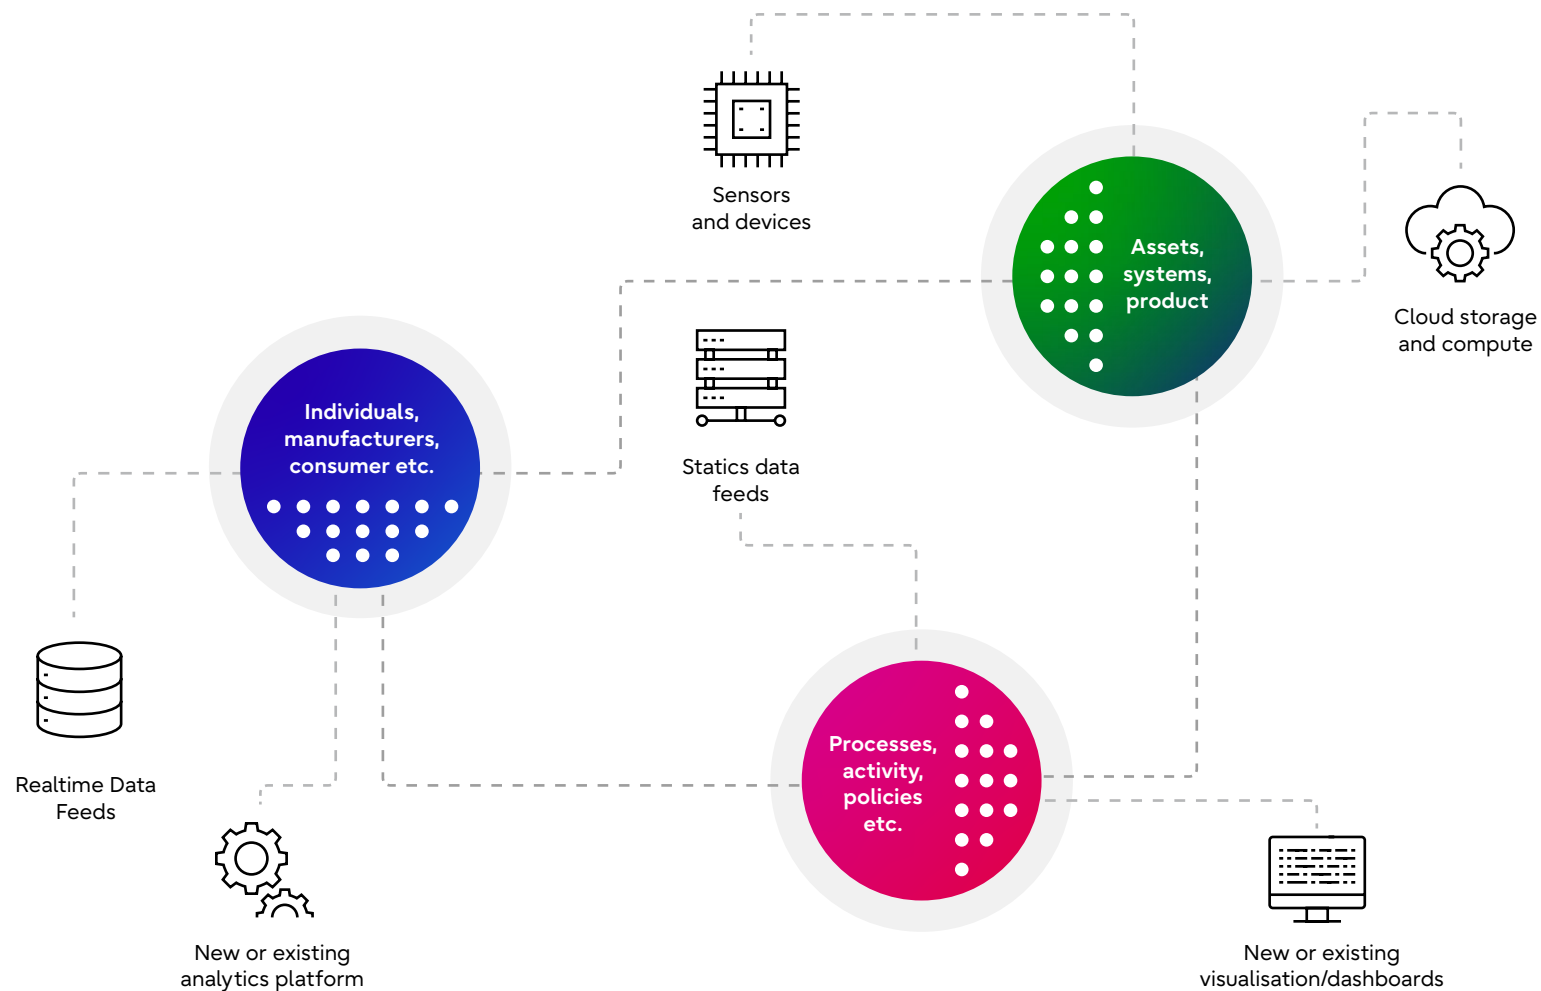 Sensors
and devices
Assets,
systems,
product
Cloud storage
and compute
Individuals,
manufacturers,
consumer etc.
Statics data
feeds
Realtime Data
Feeds
Processes,
activity,
policies
etc.
New or existing
analytics platform
New or existing
visualisation/dashboards